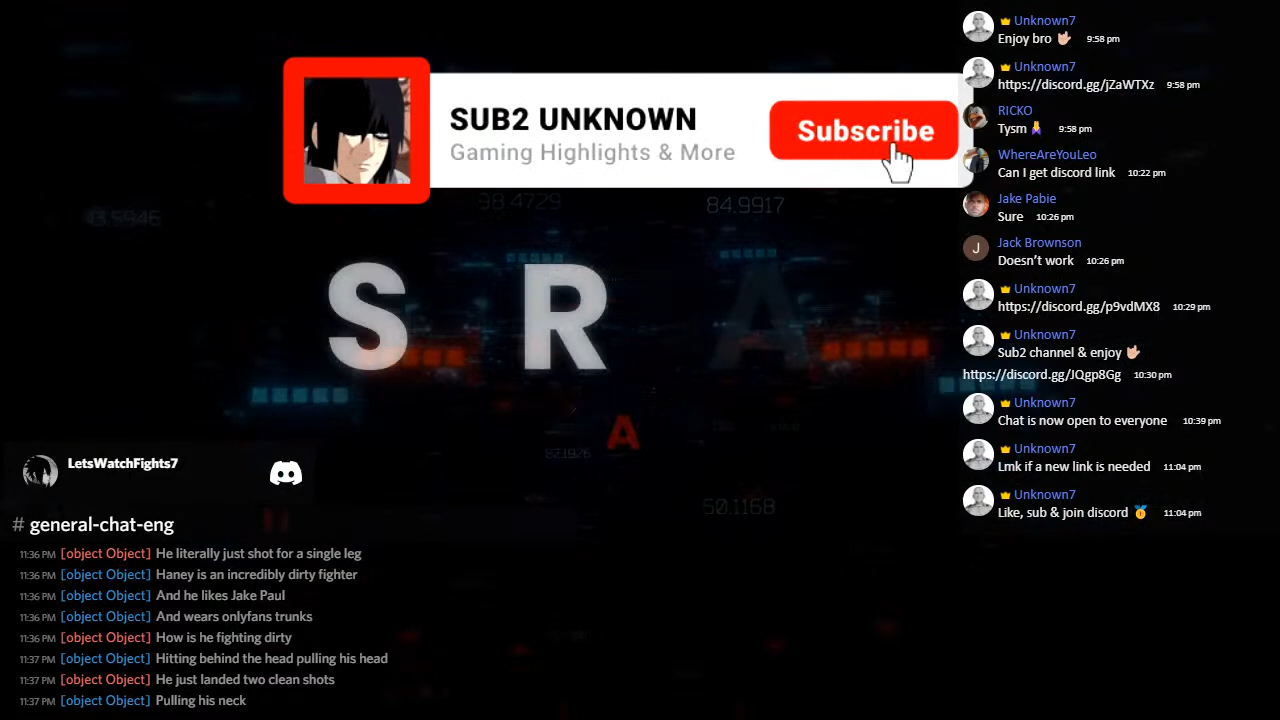 SUB2 UNKNOWN
Gaming Highlights & More
Subscribe
98.4729
84.9917
S R A
A
50.1168
LetsWatchFights7
# general-chat-eng
11:36 PM [object Object] He literally just shot for a single leg
11:36 PM [object Object] Haney is an incredibly dirty fighter
11:36 PM [object Object] And he likes Jake Paul
11:36 PM [object Object] And wears onlyfans trunks
11:36 PM [object Object] How is he fighting dirty
11:37 PM [object Object] Hitting behind the head pulling his head
11:37 PM [object Object] He just landed two clean shots
11:37 PM [object Object] Pulling his neck
Unknown7
Enjoy bro 🤟🏻 9:58 pm
Unknown7
https://discord.gg/jZaWTXz 9:58 pm
RICKO
Tysm 9:58 pm
WhereAreYouLeo
Can I get discord link 10:22 pm
Jake Pabie
Sure 10:26 pm
J
Jack Brownson
Doesn’t work 10:26 pm
Unknown7
https://discord.gg/p9vdMX8 10:29 pm
Unknown7
Sub2 channel & enjoy 🤟🏻
https://discord.gg/JQgp8Gg 10:30 pm
Unknown7
Chat is now open to everyone 10:39 pm
Unknown7
Lmk if a new link is needed 11:04 pm
Unknown7
Like, sub & join discord 🏅 11:04 pm